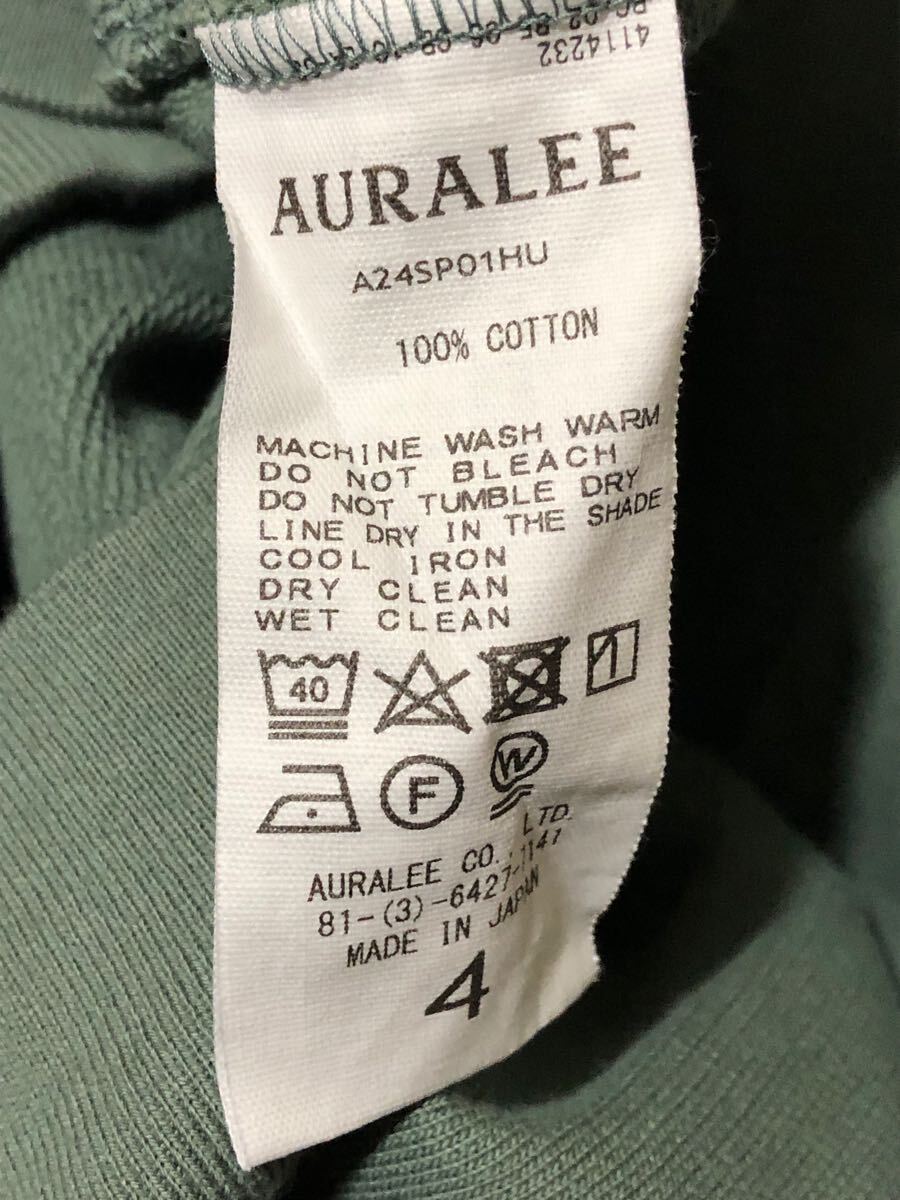 4114232
AURALEE
A24SP01HU
100% COTTON
MACHINE WASH WARM
DO NOT BLEACH
DO NOT TUMBLE DRY
LINE DRY IN THE SHADE
COOL IRON
DRY CLEAN
WET CLEAN
40
F
W
AURALEE CO., LTD.
81-(3)-6427-1147
MADE IN JAPAN
4